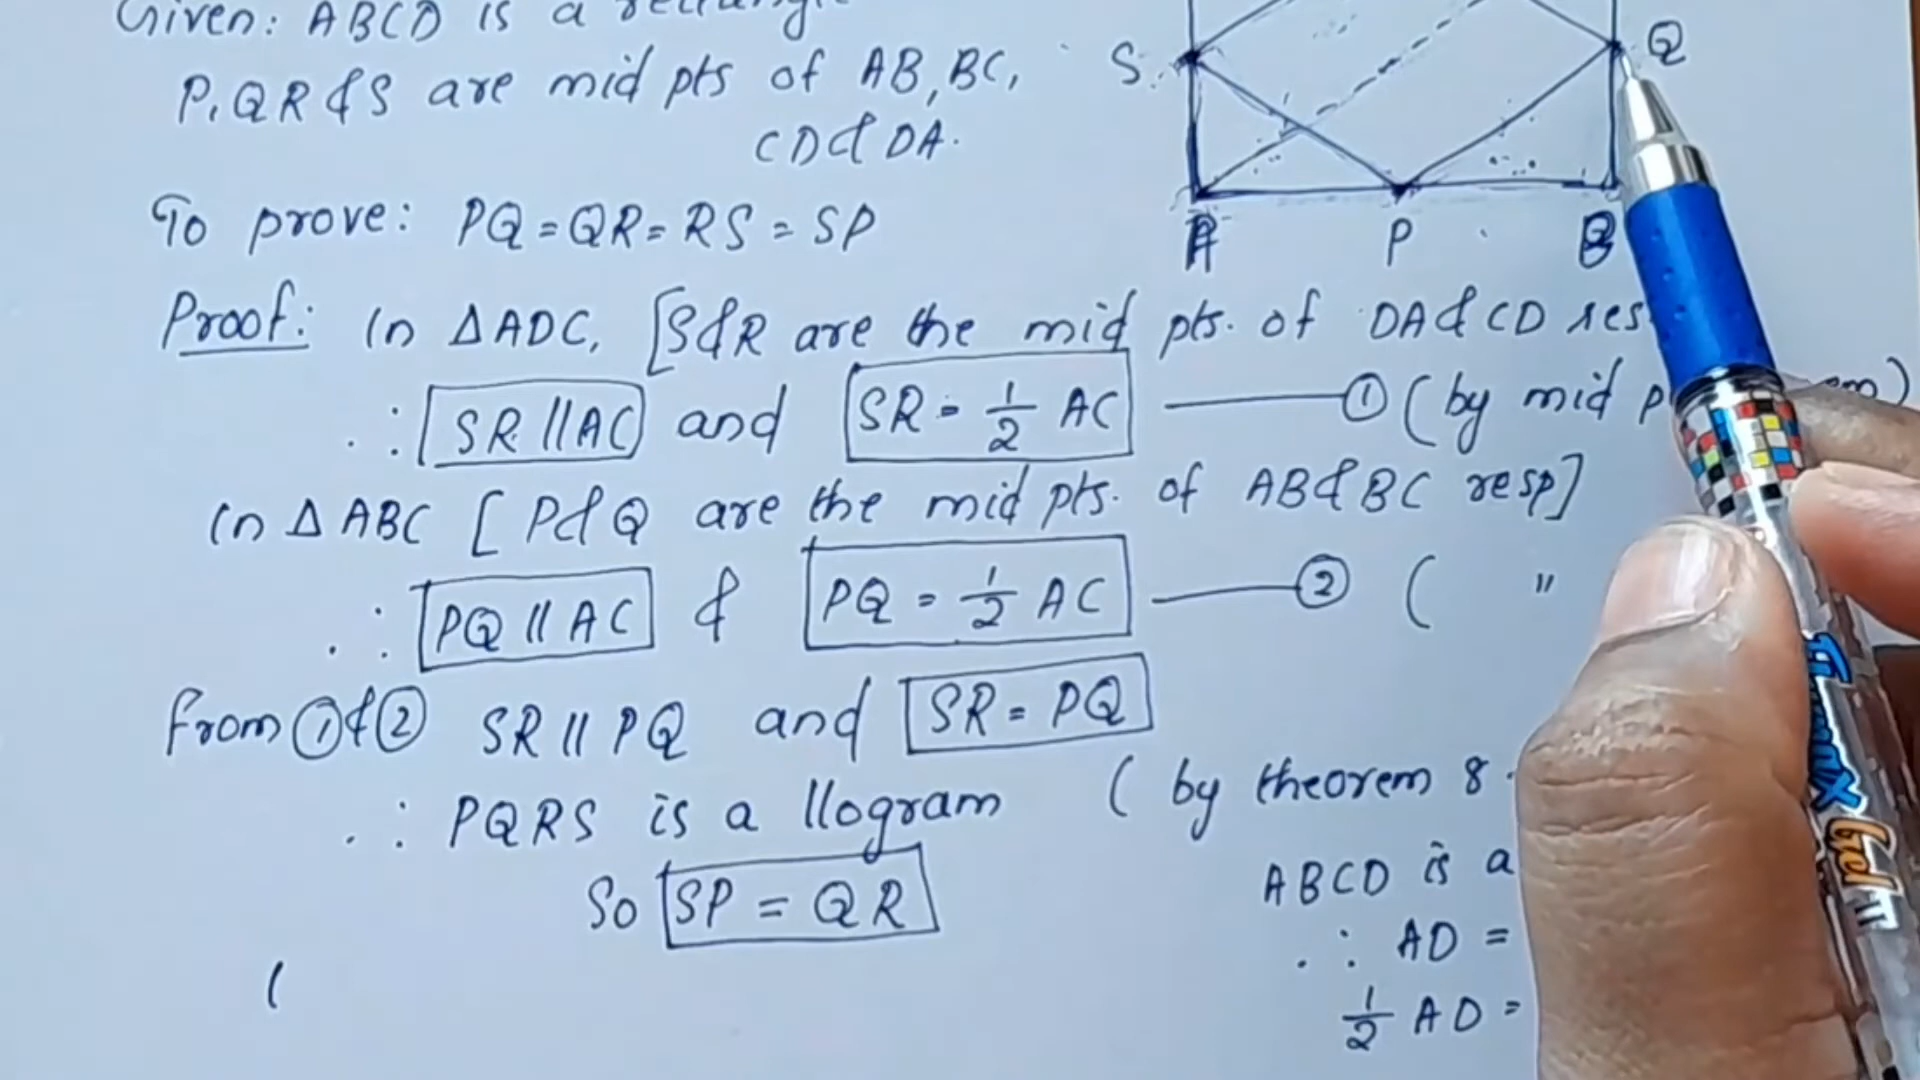 Given: ABCD is a rectangle
P, Q R & S are mid pts of AB, BC,
CD & DA.
To prove: PQ = QR = RS = SP
Proof: In ΔADC, [S & R are the mid pts. of DA & CD
∴ SR || AC and SR = 1/2 AC —— ① (by mid
In Δ ABC [P & Q are the mid pts. of AB & BC resp]
∴ PQ || AC & PQ = 1/2 AC —— ② ( "
From ① & ② SR || PQ and SR = PQ
∴ PQRS is a llogram (by theorem 8.
So SP = QR
ABCD is a
∴ AD =
1/2 AD =
(
S
Q
A
P
B
Gel